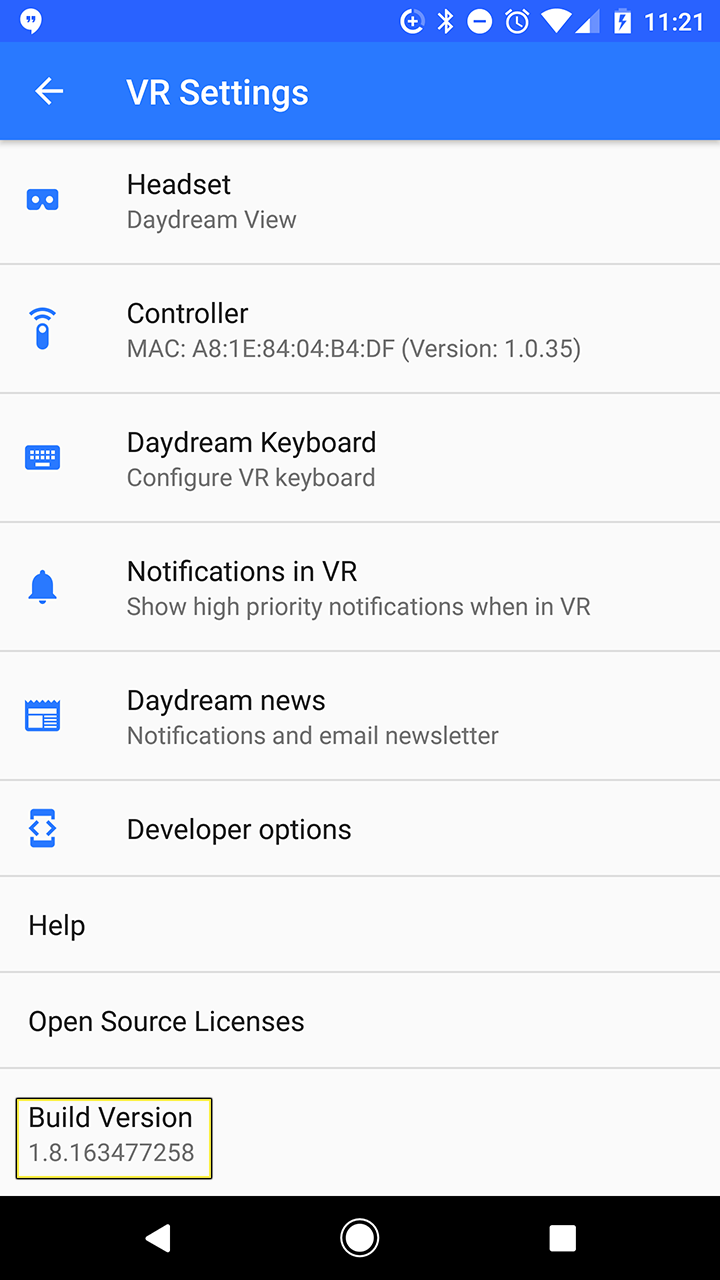 11:21
VR Settings
Headset
Daydream View
Controller
MAC: A8:1E:84:04:B4:DF (Version: 1.0.35)
Daydream Keyboard
Configure VR keyboard
Notifications in VR
Show high priority notifications when in VR
Daydream news
Notifications and email newsletter
Developer options
Help
Open Source Licenses
Build Version
1.8.163477258